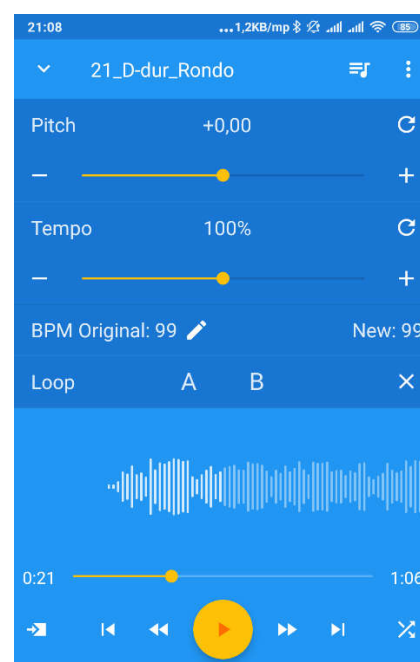 21:08 ...1,2KB/mp 85
21_D-dur_Rondo
Pitch +0,00
Tempo 100%
BPM Original: 99 New: 99
Loop A B
0:21 1:06